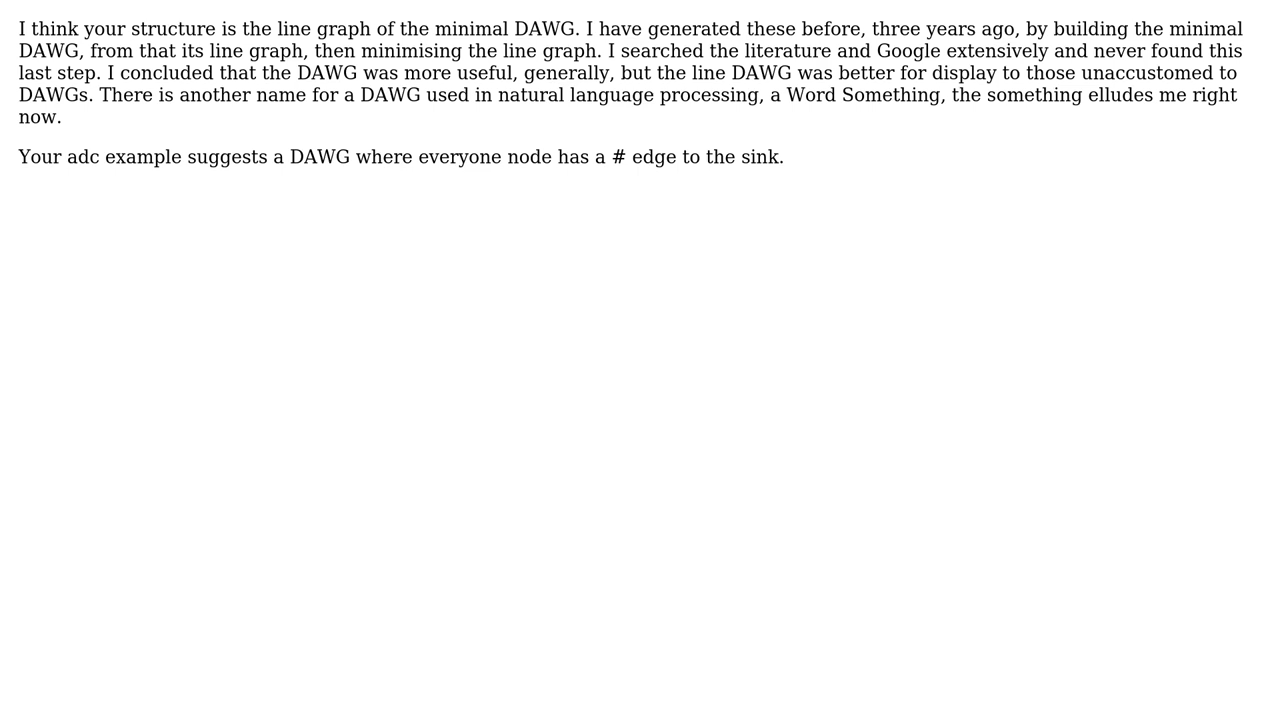 I think your structure is the line graph of the minimal DAWG. I have generated these before, three years ago, by building the minimal
DAWG, from that its line graph, then minimising the line graph. I searched the literature and Google extensively and never found this
last step. I concluded that the DAWG was more useful, generally, but the line DAWG was better for display to those unaccustomed to
DAWGs. There is another name for a DAWG used in natural language processing, a Word Something, the something elludes me right
now.
Your adc example suggests a DAWG where everyone node has a # edge to the sink.